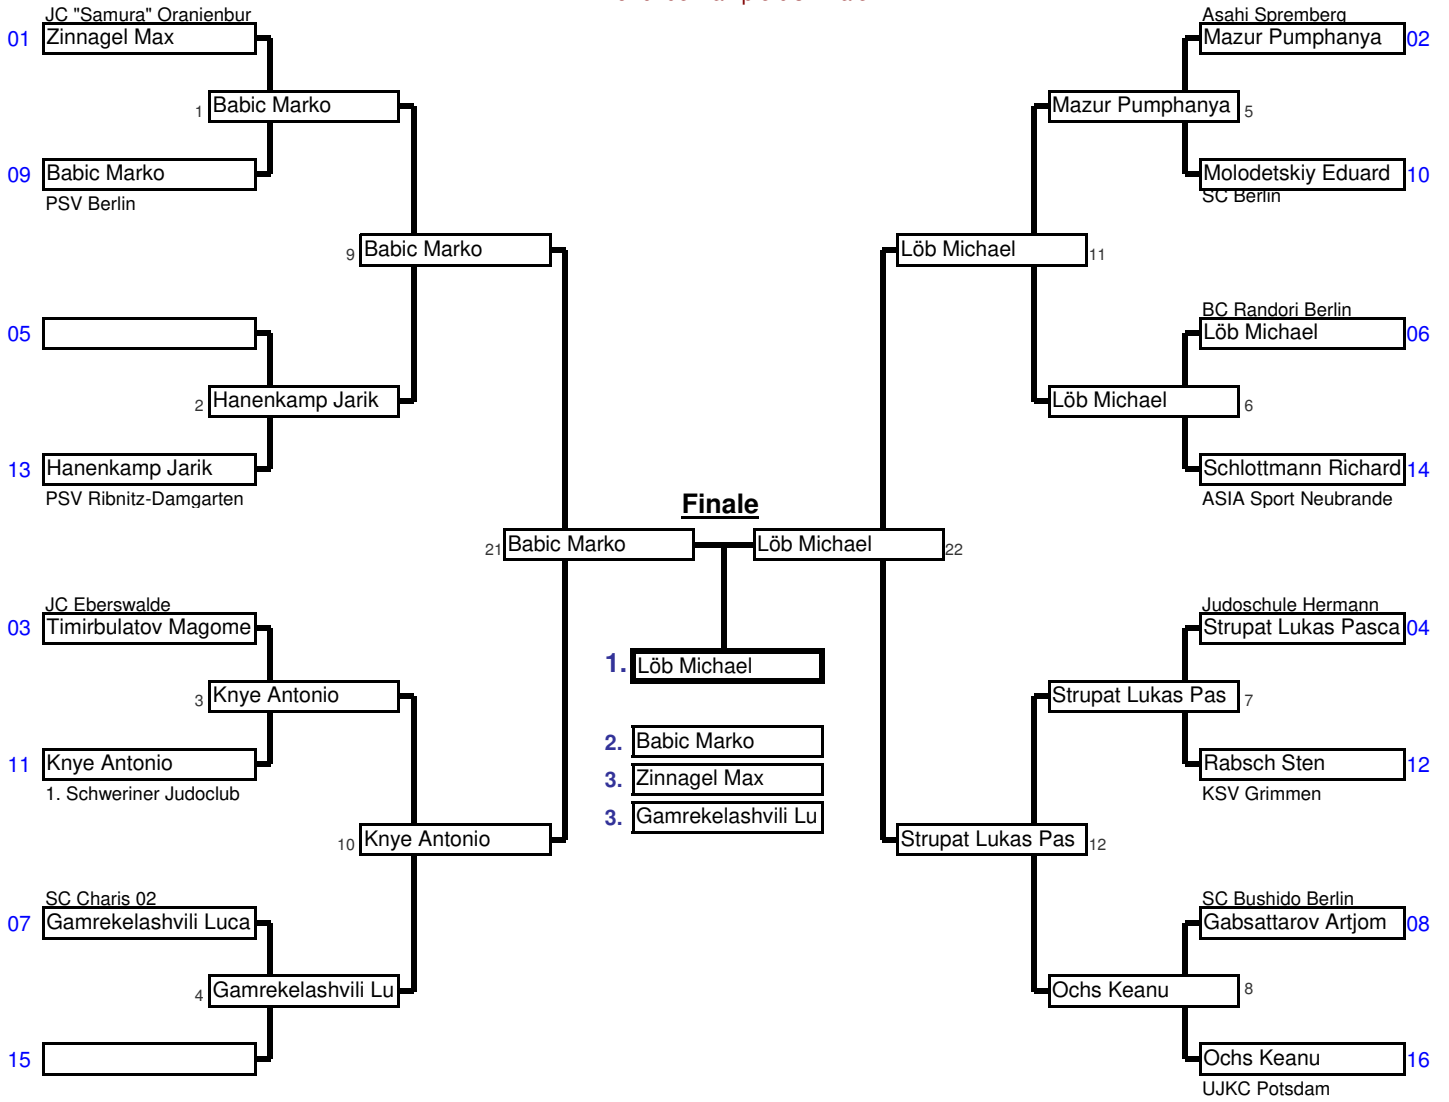 JC "Samura" Oranienbur
01 Zinnagel Max
1 Babic Marko
09 Babic Marko
PSV Berlin
9 Babic Marko
05
2 Hanenkamp Jarik
13 Hanenkamp Jarik
PSV Ribnitz-Damgarten
21 Babic Marko
JC Eberswalde
03 Timirbulatov Magome
3 Knye Antonio
11 Knye Antonio
1. Schweriner Judoclub
10 Knye Antonio
SC Charis 02
07 Gamrekelashvili Luca
4 Gamrekelashvili Lu
15
Finale
1. Löb Michael
2. Babic Marko
3. Zinnagel Max
3. Gamrekelashvili Lu
Asahi Spremberg
Mazur Pumphanya 02
Mazur Pumphanya 5
Molodetskiy Eduard 10
SC Berlin
Löb Michael 11
BC Randori Berlin
Löb Michael 06
Löb Michael 6
Schlottmann Richard 14
ASIA Sport Neubrande
Löb Michael 22
Judoschule Hermann
Strupat Lukas Pasca 04
Strupat Lukas Pas 7
Rabsch Sten 12
KSV Grimmen
Strupat Lukas Pas 12
SC Bushido Berlin
Gabsattarov Artjom 08
Ochs Keanu 8
Ochs Keanu 16
UJKC Potsdam